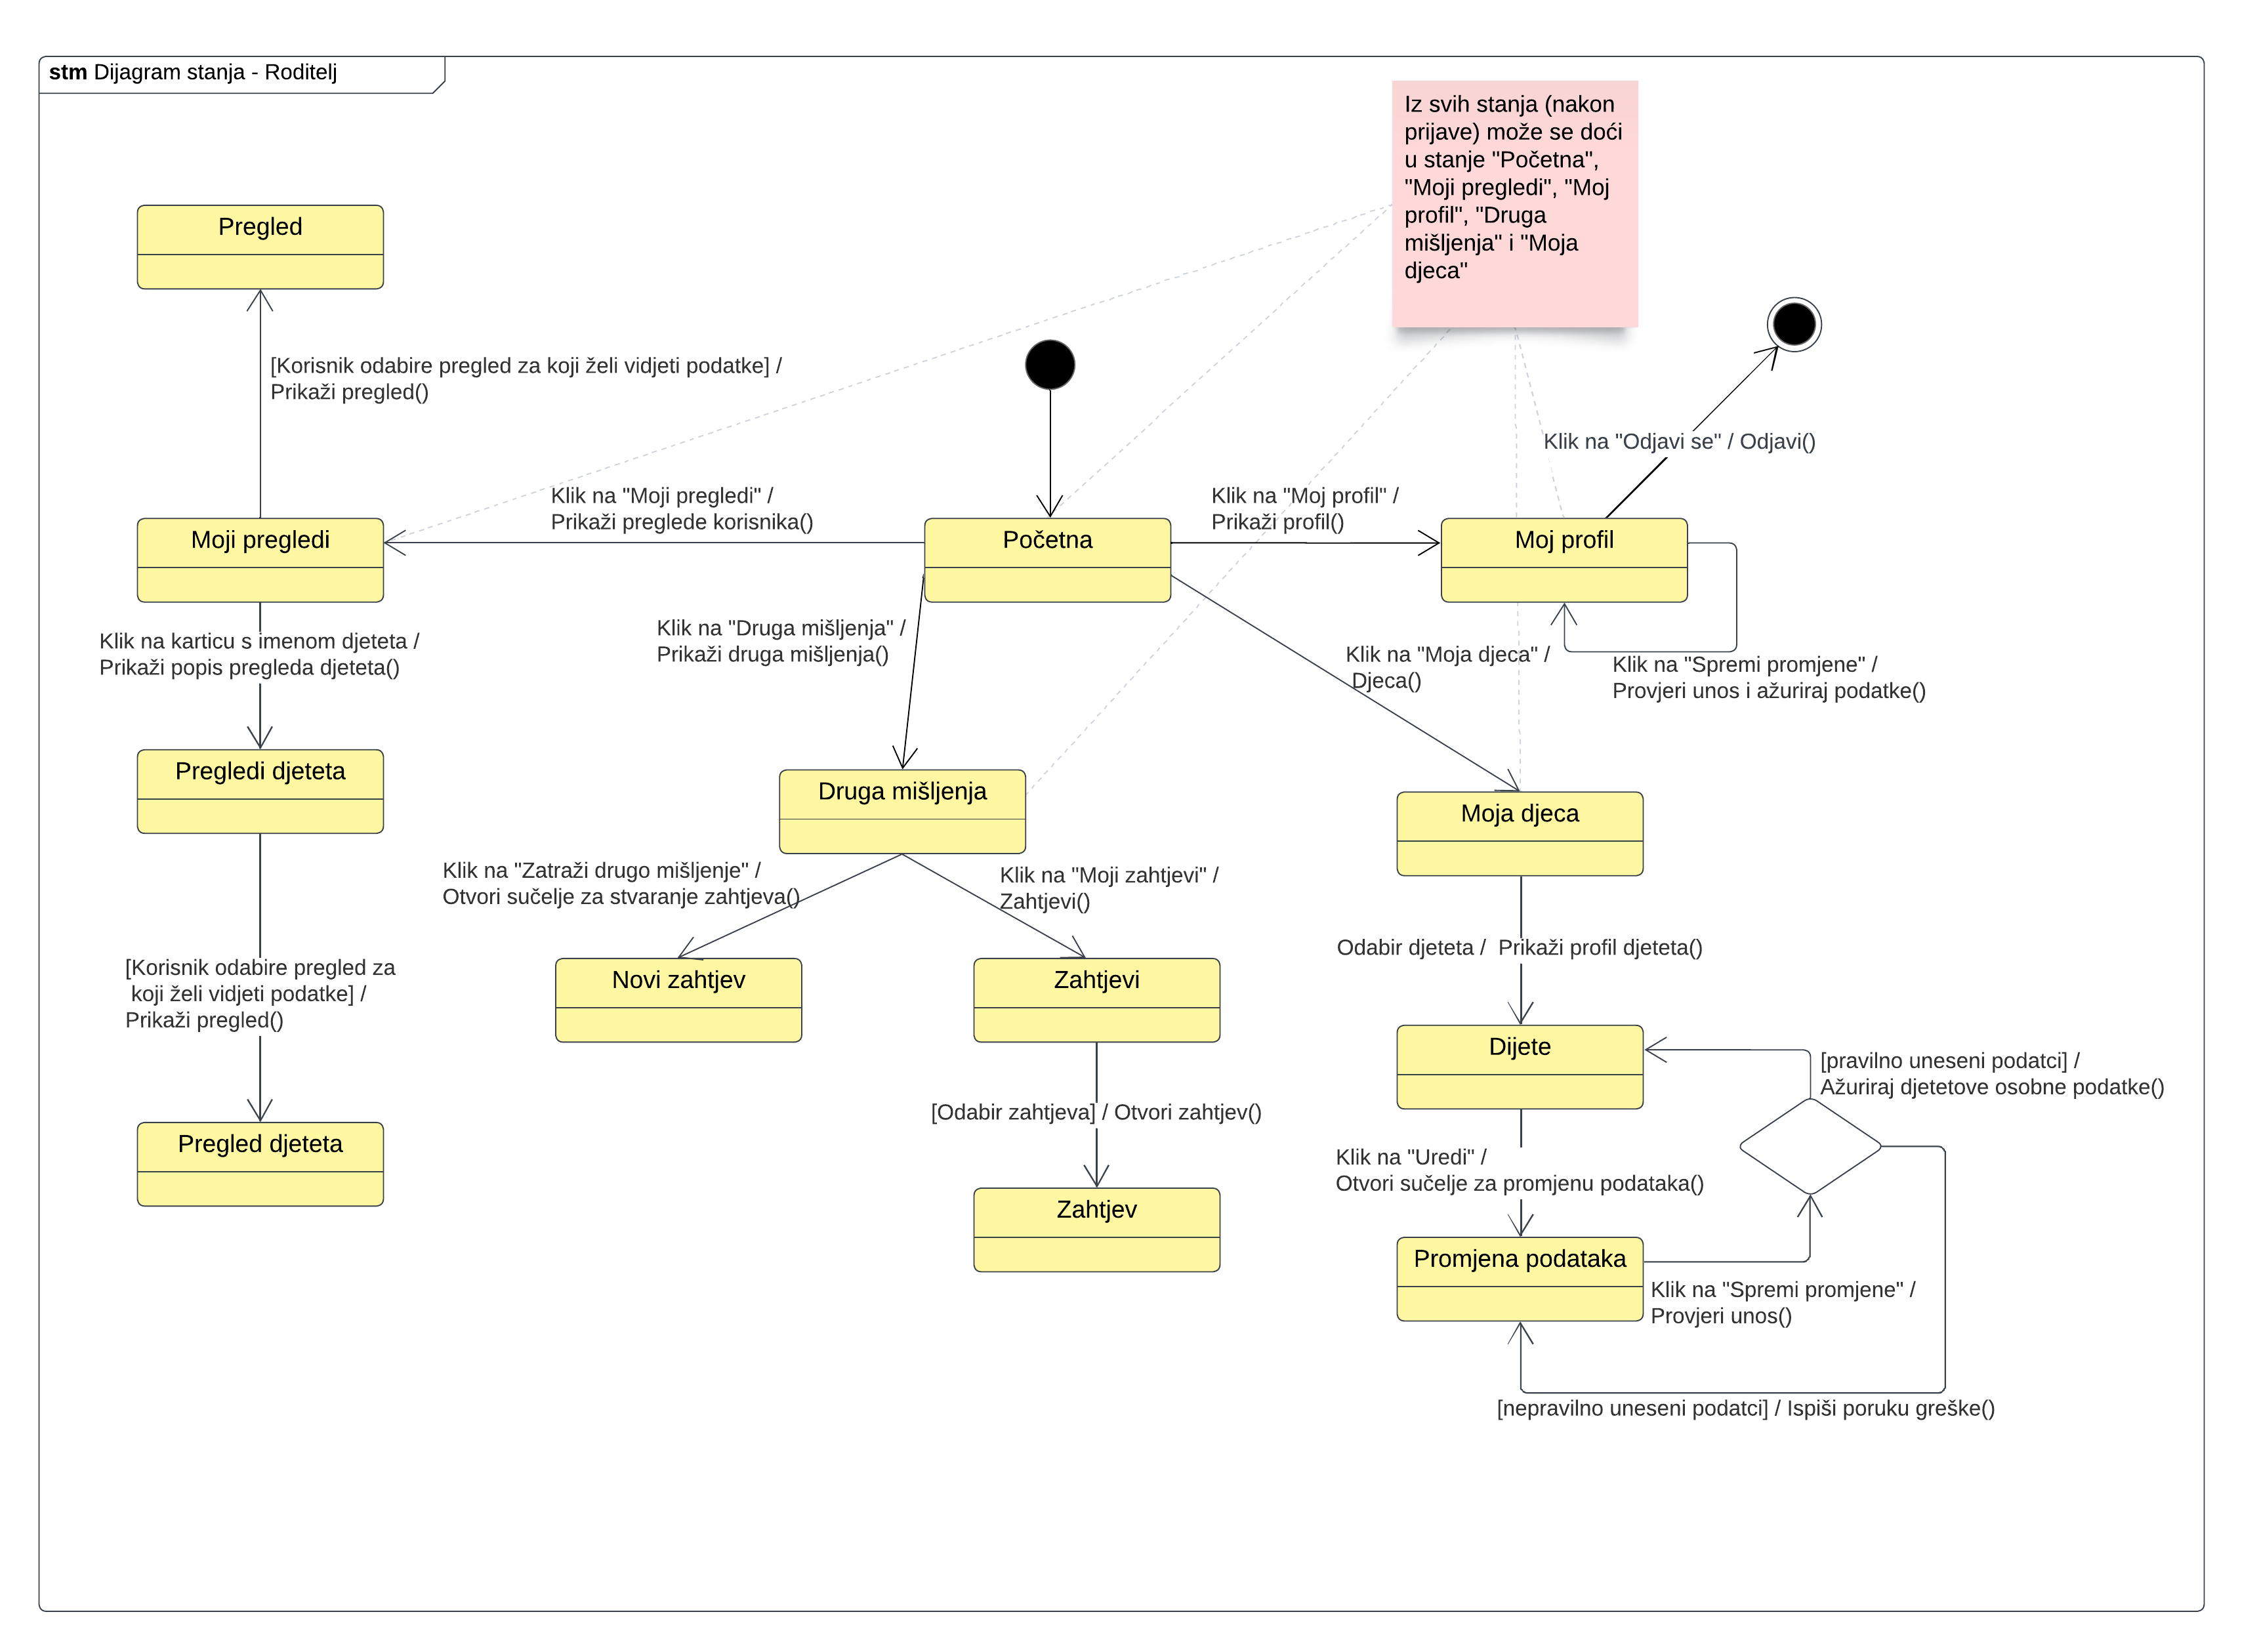 stm Dijagram stanja - Roditelj
Iz svih stanja (nakon
prijave) može se doći
u stanje "Početna",
"Moji pregledi", "Moj
profil", "Druga
mišljenja" i "Moja
djeca"
Pregled
[Korisnik odabire pregled za koji želi vidjeti podatke] /
Prikaži pregled()
Klik na "Odjavi se" / Odjavi()
Klik na "Moji pregledi" /
Prikaži preglede korisnika()
Klik na "Moj profil" /
Prikaži profil()
Moji pregledi
Početna
Moj profil
Klik na karticu s imenom djeteta /
Prikaži popis pregleda djeteta()
Klik na "Druga mišljenja" /
Prikaži druga mišljenja()
Klik na "Moja djeca" /
Djeca()
Klik na "Spremi promjene" /
Provjeri unos i ažuriraj podatke()
Pregledi djeteta
Druga mišljenja
Moja djeca
Klik na "Zatraži drugo mišljenje" /
Otvori sučelje za stvaranje zahtjeva()
Klik na "Moji zahtjevi" /
Zahtjevi()
Odabir djeteta /  Prikaži profil djeteta()
[Korisnik odabire pregled za
koji želi vidjeti podatke] /
Prikaži pregled()
Novi zahtjev
Zahtjevi
Dijete
[pravilno uneseni podatci] /
Ažuriraj djetetove osobne podatke()
[Odabir zahtjeva] / Otvori zahtjev()
Pregled djeteta
Klik na "Uredi" /
Otvori sučelje za promjenu podataka()
Zahtjev
Promjena podataka
Klik na "Spremi promjene" /
Provjeri unos()
[nepravilno uneseni podatci] / Ispiši poruku greške()